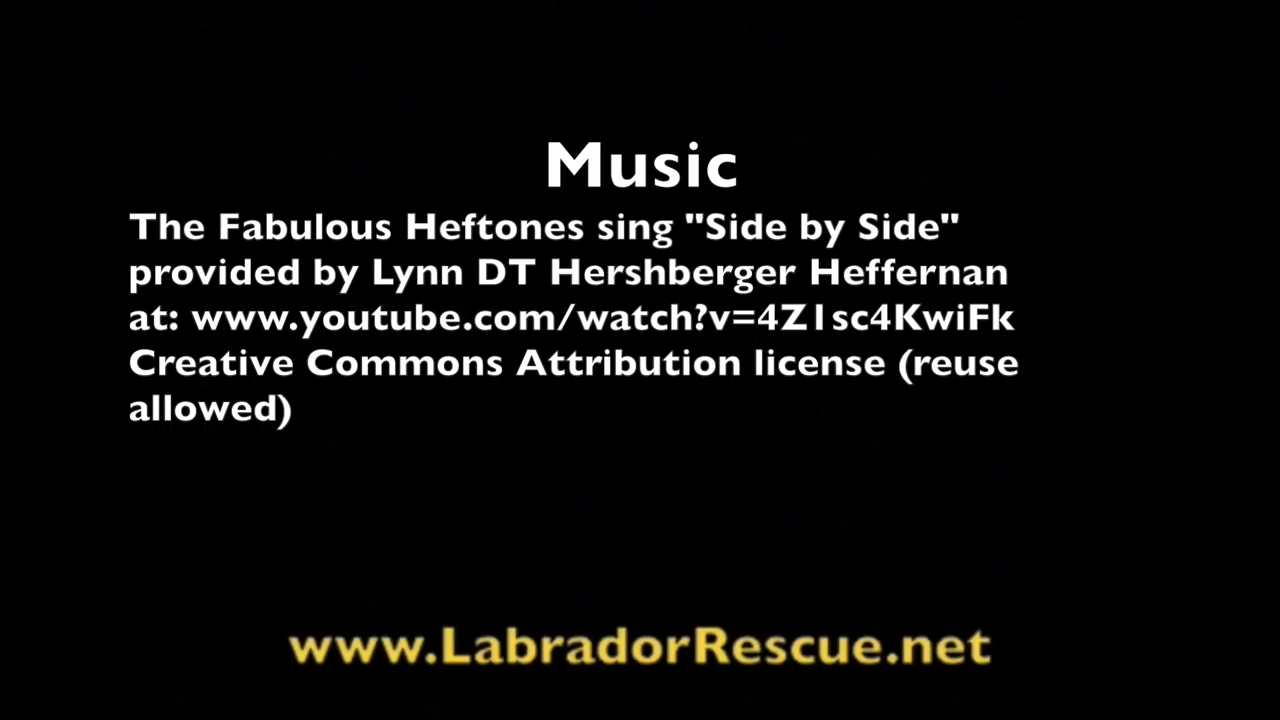 Music
The Fabulous Heftones sing "Side by Side"
provided by Lynn DT Hershberger Heffernan
at: www.youtube.com/watch?v=4Z1sc4KwiFk
Creative Commons Attribution license (reuse
allowed)
www.LabradorRescue.net